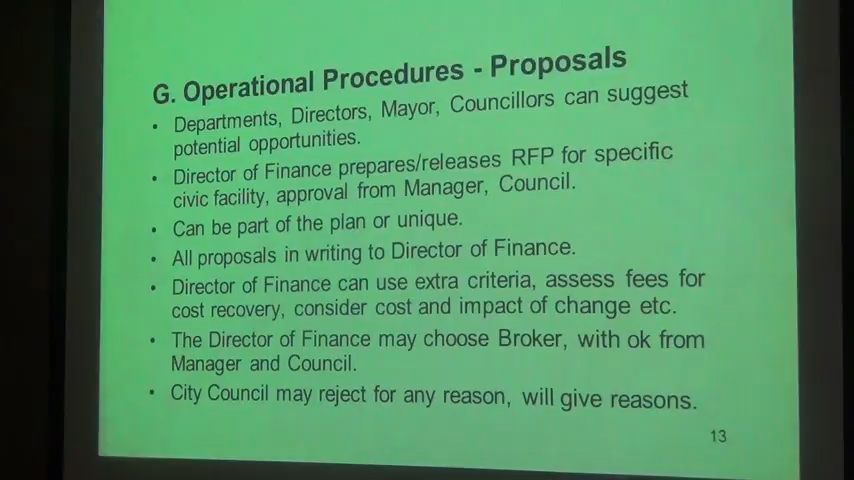 G. Operational Procedures - Proposals
• Departments, Directors, Mayor, Councillors can suggest
potential opportunities.
• Director of Finance prepares/releases RFP for specific
civic facility, approval from Manager, Council.
• Can be part of the plan or unique.
• All proposals in writing to Director of Finance.
• Director of Finance can use extra criteria, assess fees for
cost recovery, consider cost and impact of change etc.
• The Director of Finance may choose Broker, with ok from
Manager and Council.
• City Council may reject for any reason, will give reasons.
13